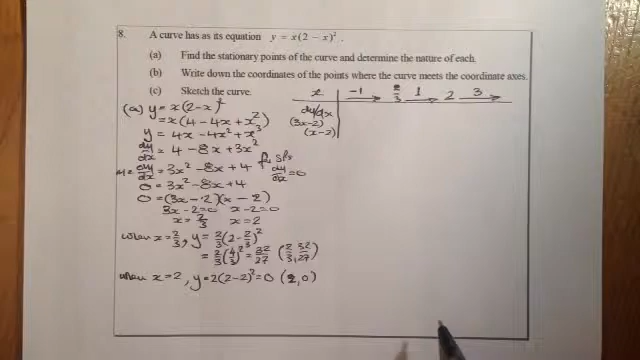 8. A curve has as its equation y = x(2 − x)².
(a) Find the stationary points of the curve and determine the nature of each.
(b) Write down the coordinates of the points where the curve meets the coordinate axes.
(c) Sketch the curve.
x | −1 → 2/3 → 1 → 2 → 3 →
dy/dx
(3x−2)
(x−2)
(a) y = x(2−x)²
= x(4 − 4x + x²)
y = 4x − 4x² + x³
dy/dx = 4 − 8x + 3x²
m = dy/dx = 3x² − 8x + 4 for SPs dy/dx = 0
0 = 3x² − 8x + 4
0 = (3x − 2)(x − 2)
3x − 2 = 0 x − 2 = 0
x = 2/3 x = 2
when x = 2/3, y = 2/3(2 − 2/3)²
= 2/3(4/3)² = 32/27 (2/3, 32/27)
when x = 2, y = 2(2−2)² = 0 (2, 0)